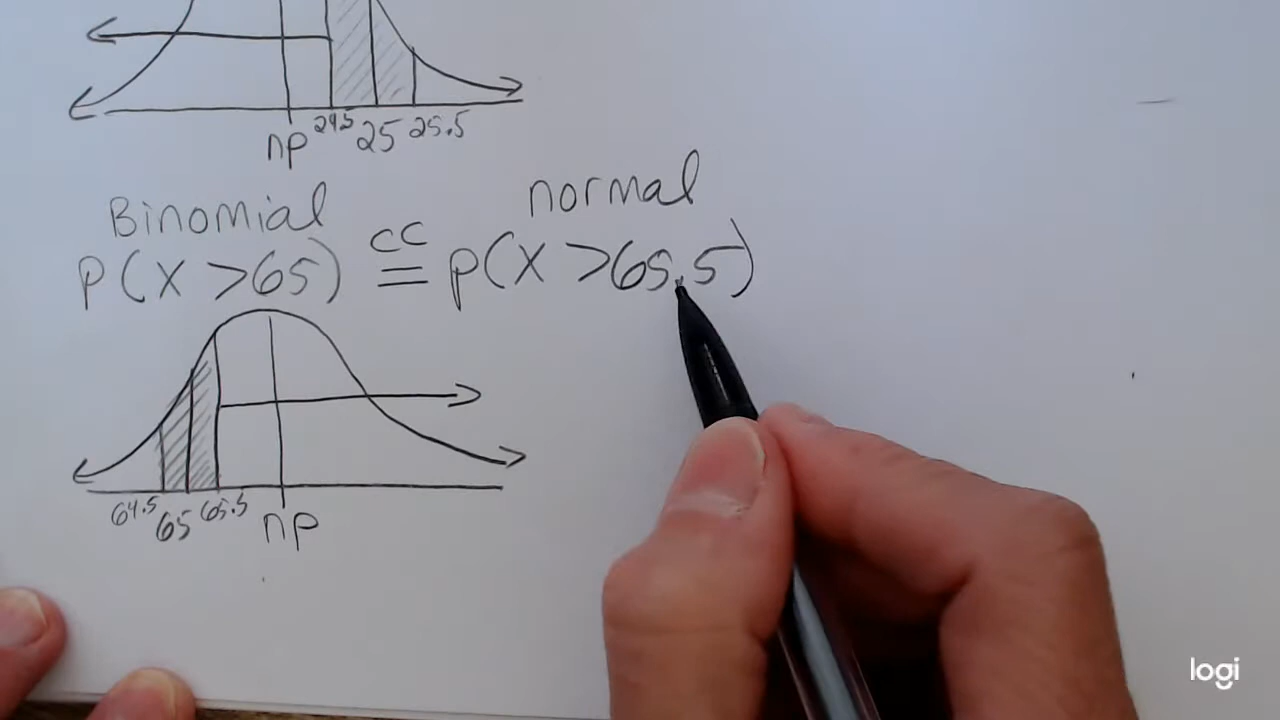 np 24.5 25 25.5
Binomial normal
P(X >65) cc = p(X >65.5)
64.5 65 65.5 np
logi